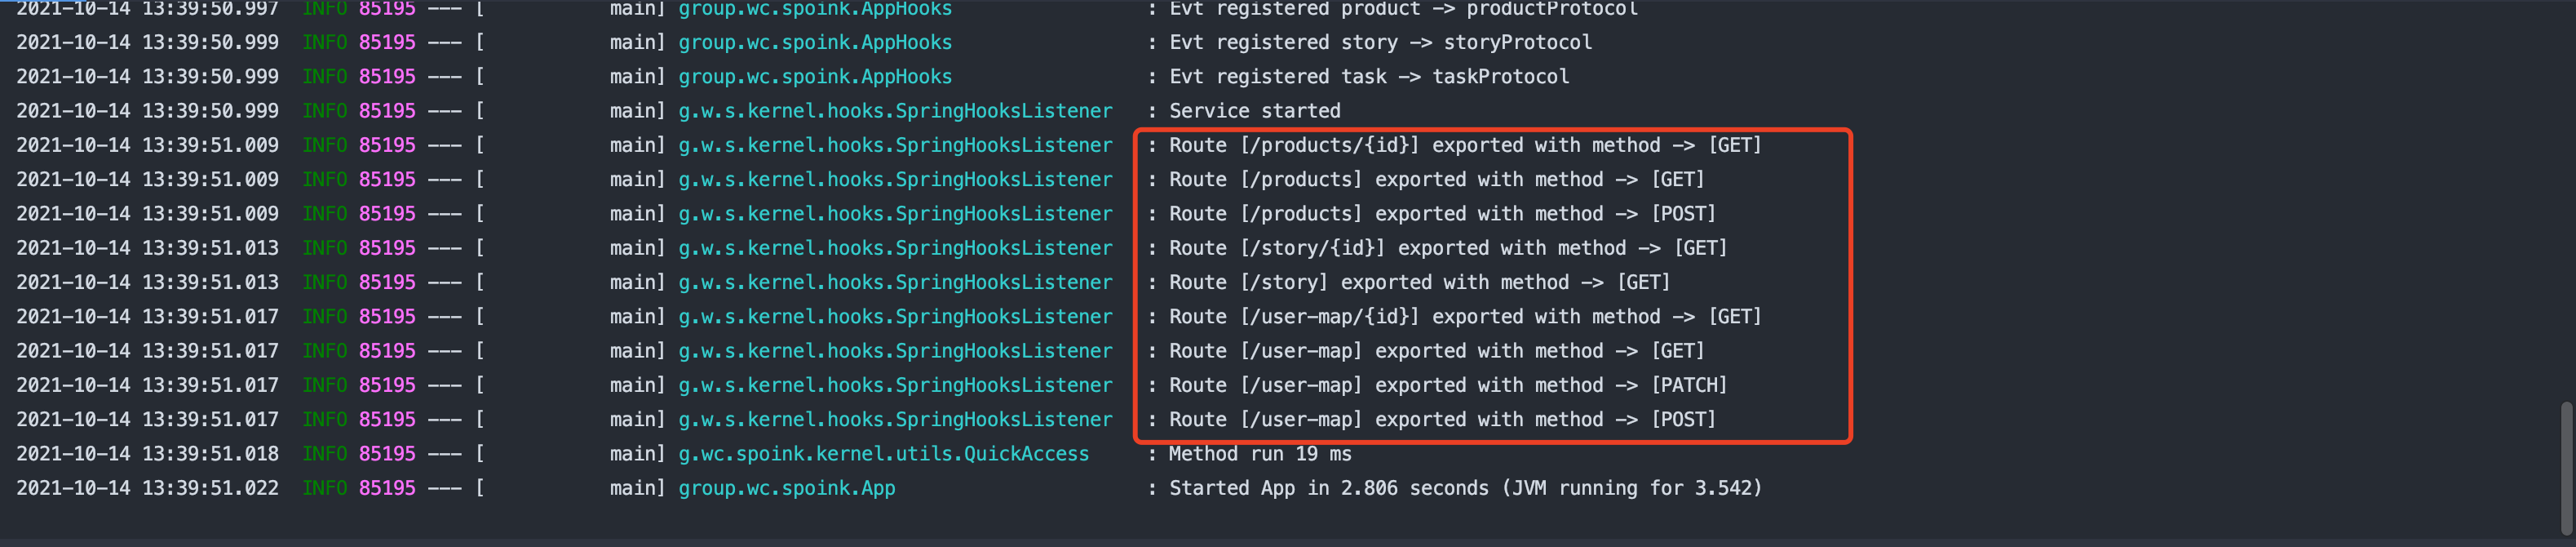 2021-10-14 13:39:50.997 INFO 85195 --- [ main] group.wc.spoink.AppHooks : Evt registered product -> productProtocol
2021-10-14 13:39:50.999 INFO 85195 --- [ main] group.wc.spoink.AppHooks : Evt registered story -> storyProtocol
2021-10-14 13:39:50.999 INFO 85195 --- [ main] group.wc.spoink.AppHooks : Evt registered task -> taskProtocol
2021-10-14 13:39:50.999 INFO 85195 --- [ main] g.w.s.kernel.hooks.SpringHooksListener : Service started
2021-10-14 13:39:51.009 INFO 85195 --- [ main] g.w.s.kernel.hooks.SpringHooksListener : Route [/products/{id}] exported with method -> [GET]
2021-10-14 13:39:51.009 INFO 85195 --- [ main] g.w.s.kernel.hooks.SpringHooksListener : Route [/products] exported with method -> [GET]
2021-10-14 13:39:51.009 INFO 85195 --- [ main] g.w.s.kernel.hooks.SpringHooksListener : Route [/products] exported with method -> [POST]
2021-10-14 13:39:51.013 INFO 85195 --- [ main] g.w.s.kernel.hooks.SpringHooksListener : Route [/story/{id}] exported with method -> [GET]
2021-10-14 13:39:51.013 INFO 85195 --- [ main] g.w.s.kernel.hooks.SpringHooksListener : Route [/story] exported with method -> [GET]
2021-10-14 13:39:51.017 INFO 85195 --- [ main] g.w.s.kernel.hooks.SpringHooksListener : Route [/user-map/{id}] exported with method -> [GET]
2021-10-14 13:39:51.017 INFO 85195 --- [ main] g.w.s.kernel.hooks.SpringHooksListener : Route [/user-map] exported with method -> [GET]
2021-10-14 13:39:51.017 INFO 85195 --- [ main] g.w.s.kernel.hooks.SpringHooksListener : Route [/user-map] exported with method -> [PATCH]
2021-10-14 13:39:51.017 INFO 85195 --- [ main] g.w.s.kernel.hooks.SpringHooksListener : Route [/user-map] exported with method -> [POST]
2021-10-14 13:39:51.018 INFO 85195 --- [ main] g.wc.spoink.kernel.utils.QuickAccess : Method run 19 ms
2021-10-14 13:39:51.022 INFO 85195 --- [ main] group.wc.spoink.App : Started App in 2.806 seconds (JVM running for 3.542)